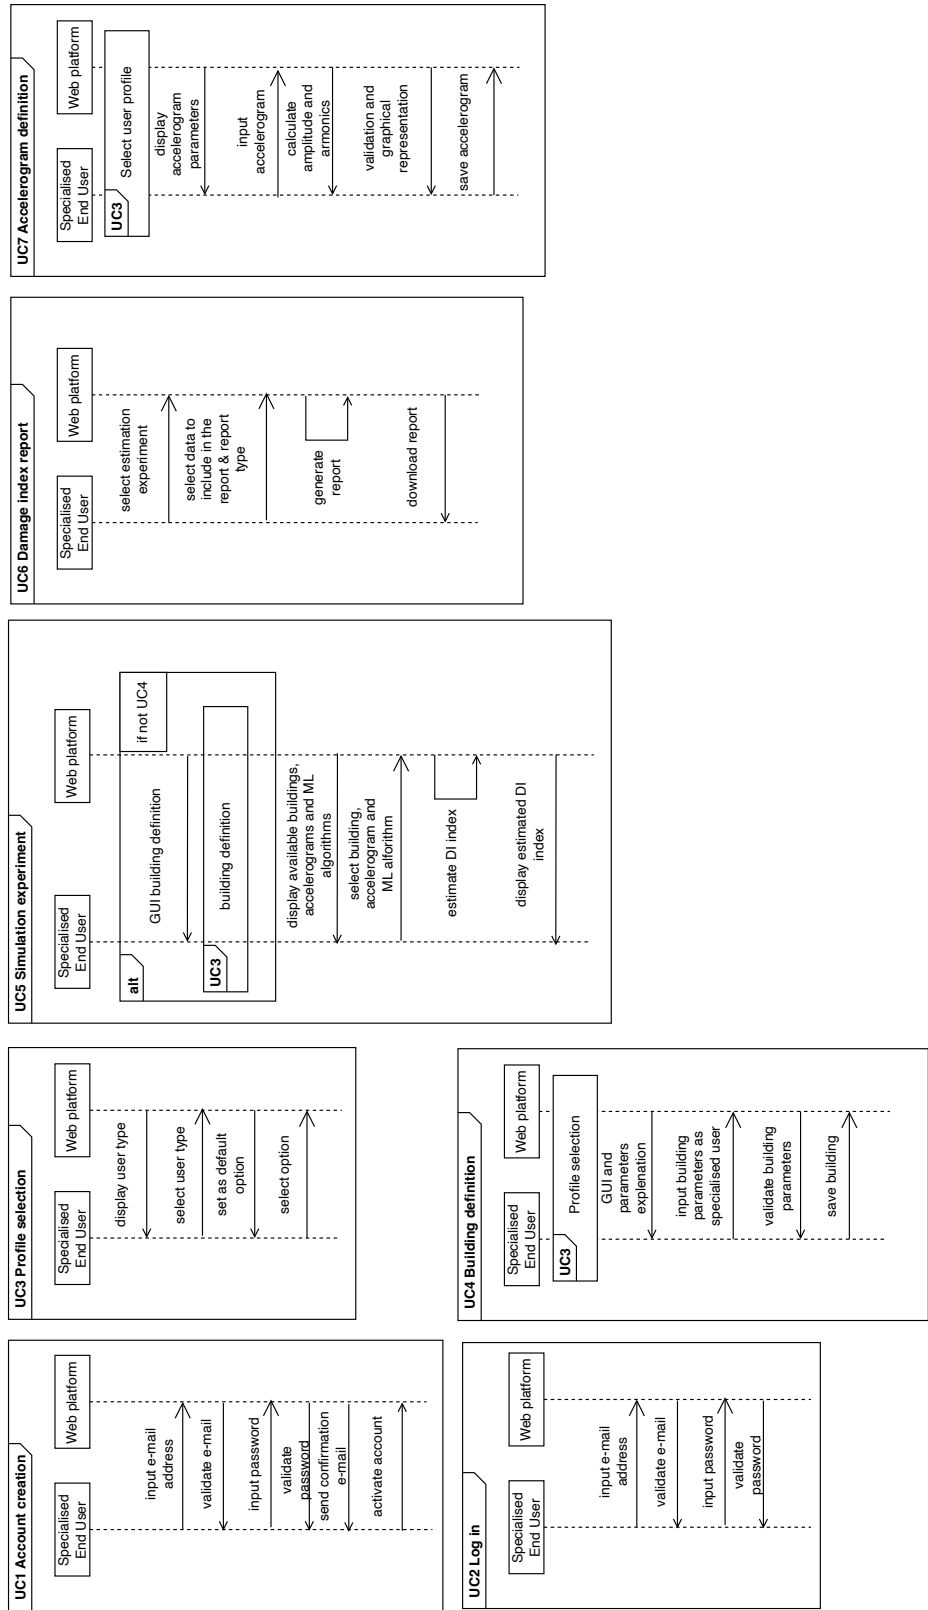 UC1 Account creation
Specialised
End User
Web platform
input e-mail
address
validate e-mail
input password
validate
password
send confirmation
e-mail
activate account
UC3 Profile selection
Specialised
End User
Web platform
display user type
select user type
set as default
option
select option
UC5 Simulation experiment
Specialised
End User
Web platform
alt
if not UC4
GUI building definition
UC3
building definition
display available buildings,
accelerograms and ML
algorithms
select building,
accelerogram and
ML alforithm
estimate DI index
display estimated DI
index
UC6 Damage index report
Specialised
End User
Web platform
select estimation
experiment
select data to
include in the
report & report
type
generate
report
download report
UC7 Accelerogram definition
Specialised
End User
Web platform
UC3
Select user profile
display
accelerogram
parameters
input
accelerogram
calculate
amplitude and
armonics
validation and
graphical
representation
save accelerogram
UC2 Log in
Specialised
End User
Web platform
input e-mail
address
validate e-mail
input password
validate
password
UC4 Building definition
Specialised
End User
Web platform
UC3
Profile selection
GUI and
parameters
explenation
input building
parameters as
specialised user
validate building
parameters
save building